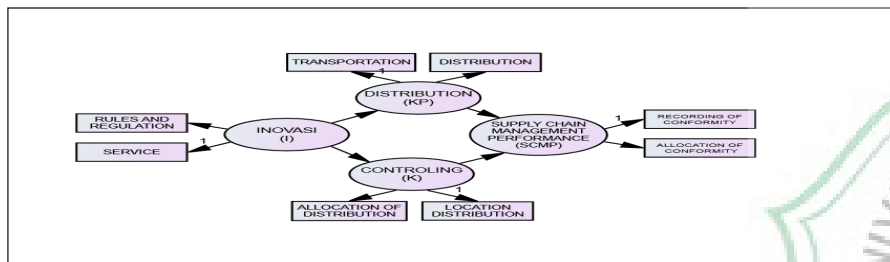 TRANSPORTATION
1
DISTRIBUTION
DISTRIBUTION
(KP)
RULES AND
REGULATION
SERVICE
1
INOVASI
(I)
SUPPLY CHAIN
MANAGEMENT
PERFORMANCE
(SCMP)
1
RECORDING OF
CONFORMITY
ALLOCATION OF
CONFORMITY
CONTROLING
(K)
1
ALLOCATION OF
DISTRIBUTION
LOCATION
DISTRIBUTION